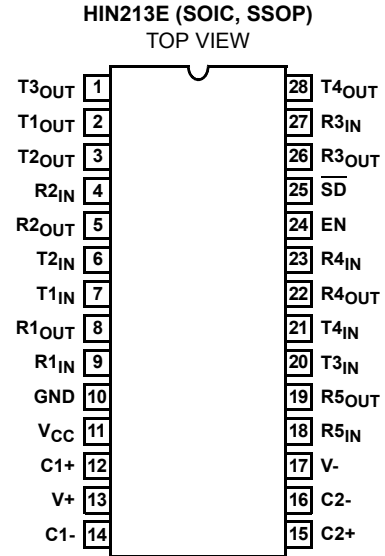 HIN213E (SOIC, SSOP)
TOP VIEW
T3OUT 1
T1OUT 2
T2OUT 3
R2IN 4
R2OUT 5
T2IN 6
T1IN 7
R1OUT 8
R1IN 9
GND 10
VCC 11
C1+ 12
V+ 13
C1- 14
28 T4OUT
27 R3IN
26 R3OUT
25 S̅D̅
24 EN
23 R4IN
22 R4OUT
21 T4IN
20 T3IN
19 R5OUT
18 R5IN
17 V-
16 C2-
15 C2+